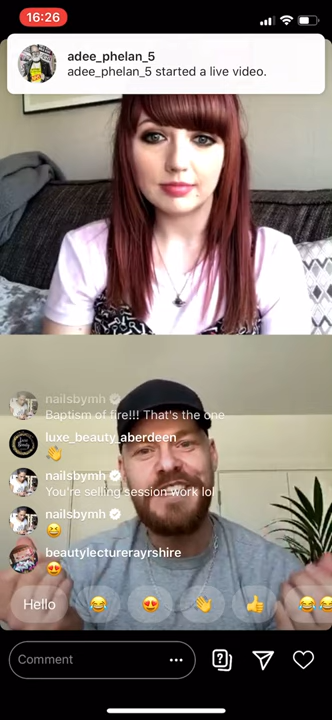 16:26
adee_phelan_5
adee_phelan_5 started a live video.
nailsbymh
Baptism of fire!!! That's the one
luxe_beauty_aberdeen
👋
nailsbymh
You're selling session work lol
nailsbymh
😆
beautylecturerayrshire
😍
Hello 😂 😍 👋 👍 😂😂
Comment